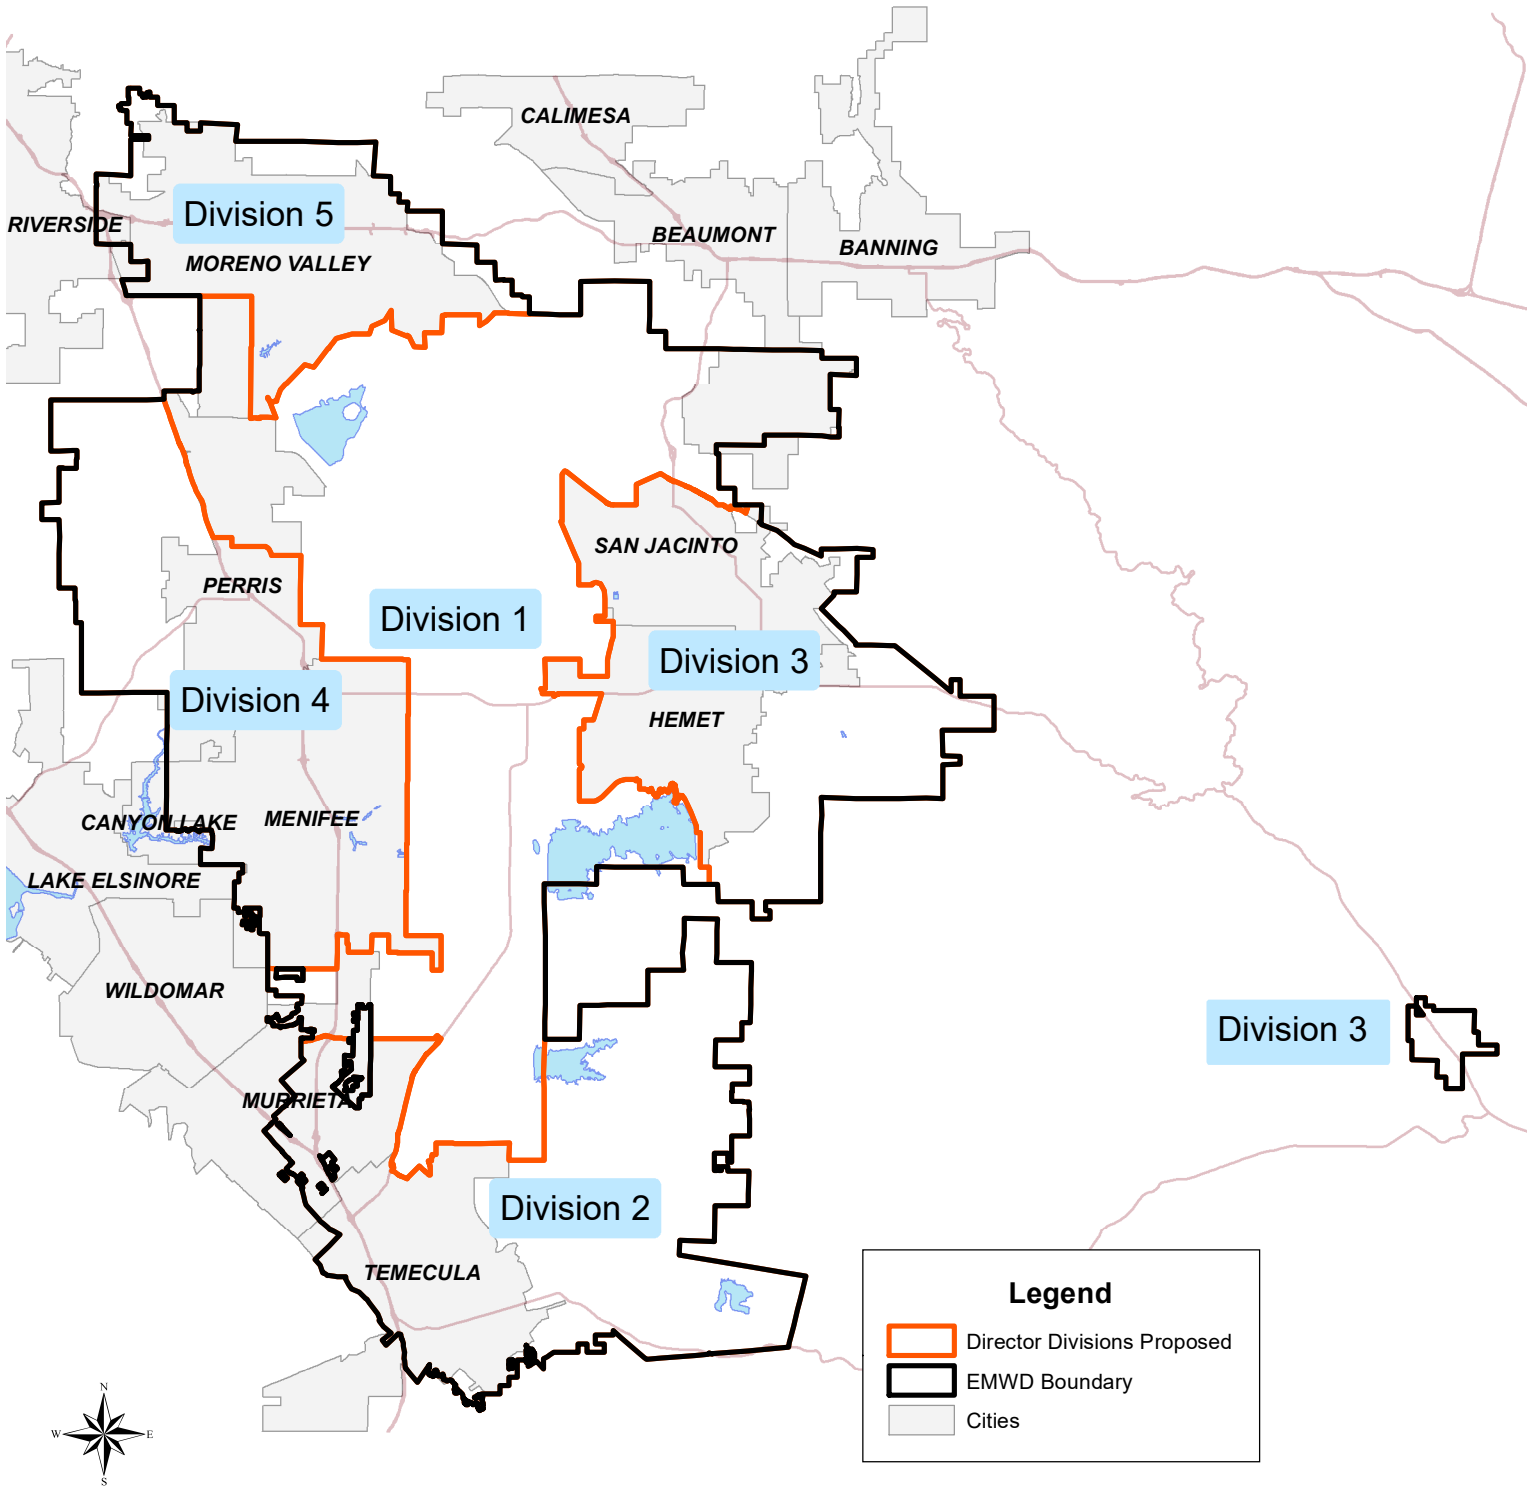 CALIMESA
Division 5
RIVERSIDE
BEAUMONT
BANNING
MORENO VALLEY
SAN JACINTO
PERRIS
Division 1
Division 3
Division 4
HEMET
CANYON LAKE
MENIFEE
LAKE ELSINORE
WILDOMAR
Division 3
MURRIETA
Division 2
TEMECULA
Legend
Director Divisions Proposed
EMWD Boundary
Cities
N
W
E
S